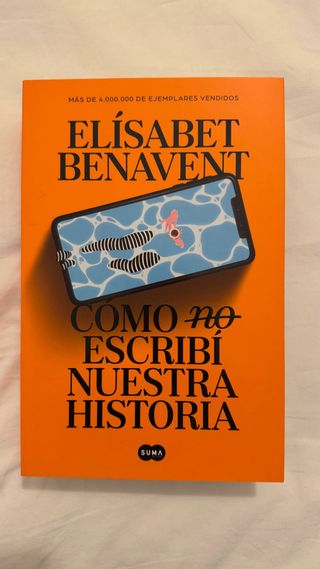 MÁS DE 4.000.000 DE EJEMPLARES VENDIDOS
ELÍSABET
BENAVENT
CÓMO no
ESCRIBÍ
NUESTRA
HISTORIA
SUMA